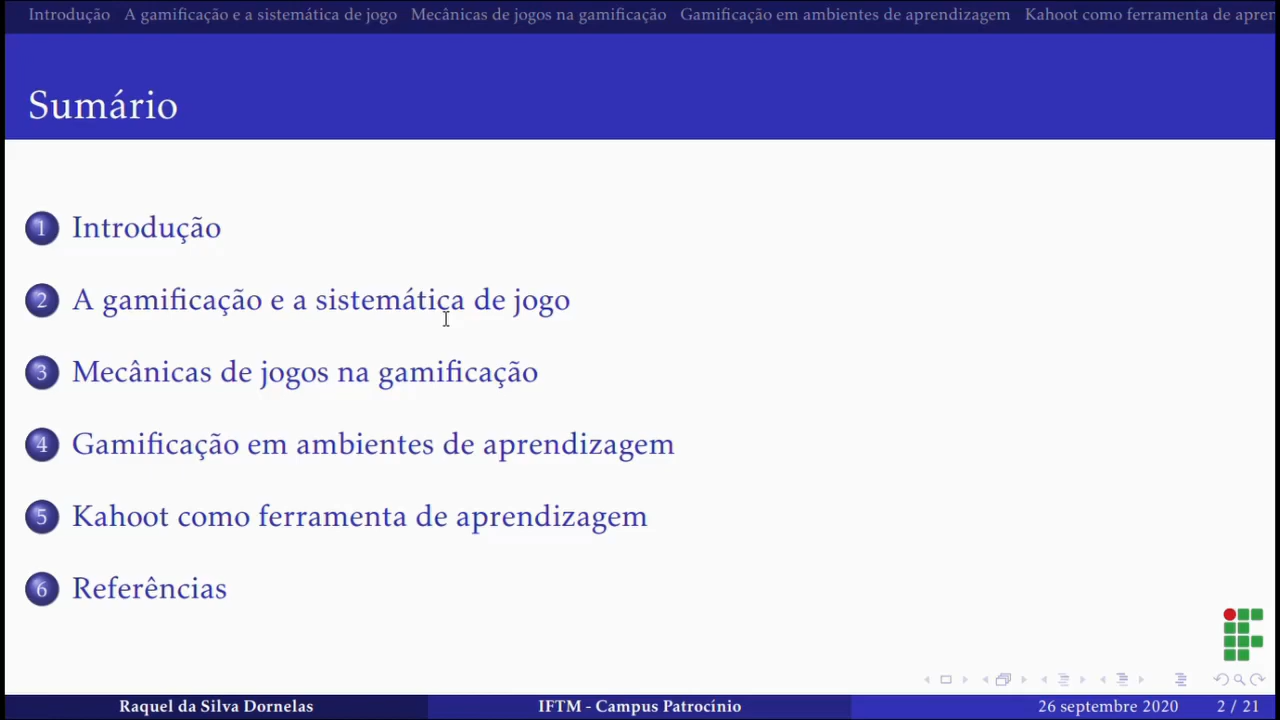 Introdução A gamificação e a sistemática de jogo Mecânicas de jogos na gamificação Gamificação em ambientes de aprendizagem Kahoot como ferramenta de apren
Sumário
1 Introdução
2 A gamificação e a sistemática de jogo
3 Mecânicas de jogos na gamificação
4 Gamificação em ambientes de aprendizagem
5 Kahoot como ferramenta de aprendizagem
6 Referências
Raquel da Silva Dornelas IFTM - Campus Patrocínio 26 septembre 2020 2 / 21